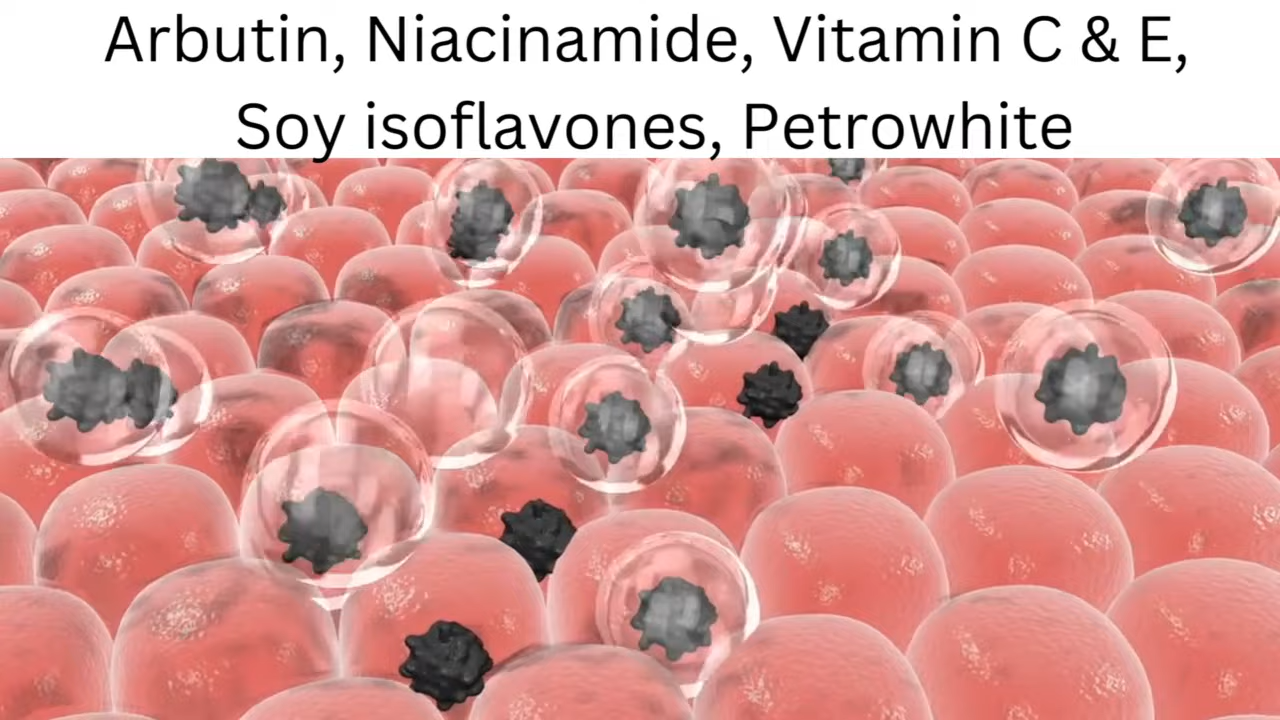 Arbutin, Niacinamide, Vitamin C & E,
Soy isoflavones, Petrowhite